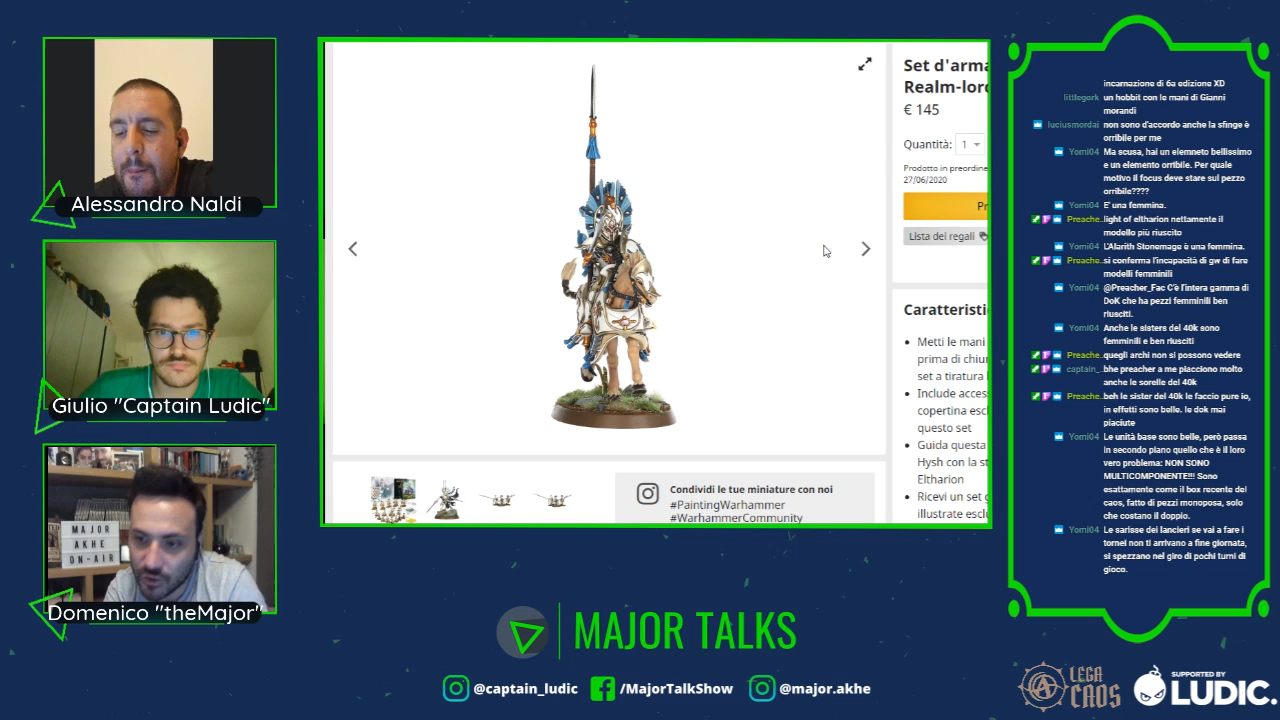 Alessandro Naldi
Giulio "Captain Ludic"
MAJOR
AKHE
ON-AIR
Domenico "theMajor"
Set d'arma
Realm-lord
€ 145
Quantità: 1
Prodotto in preordine
27/06/2020
Pr
Lista dei regali
Caratteristi
Metti le mani
prima di chiur
set a tiratura l
Include acces
copertina escl
questo set
Guida questa
Hysh con la st
Eltharion
Ricevi un set g
illustrate esclu
Condividi le tue miniature con noi
#PaintingWarhammer
#WarhammerCommunity
incarnazione di 6a edizione XD
littlegork un hobbit con le mani di Gianni
morandi
luciusmordai non sono d'accordo anche la sfinge è
orribile per me
Yomi04 Ma scusa, hai un elemneto bellissimo
e un elemento orribile. Per quale
motivo il focus deve stare sul pezzo
orribile????
Yomi04 E' una femmina.
Preache.. light of eltharion nettamente il
modello più riuscito
Yomi04 L'Alarith Stonemage è una femmina.
Preache.. si conferma l'incapacità di gw di fare
modelli femminili
Yomi04 @Preacher_Fac C'è l'intera gamma di
DoK che ha pezzi femminili ben
riusciti.
Yomi04 Anche le sisters del 40k sono
femminili e ben riusciti
Preache.. quegli archi non si possono vedere
captain_.. bhe preacher a me piacciono molto
anche le sorelle del 40k
Preache.. beh le sister del 40k le faccio pure io,
in effetti sono belle. le dok mai
piaciute
Yomi04 Le unità base sono belle, però passa
in secondo piano quello che è il loro
vero problema: NON SONO
MULTICOMPONENTE!!! Sono
esattamente come il box recente del
caos, fatto di pezzi monoposa, solo
che costano il doppio.
Yomi04 Le sarisse dei lancieri se vai a fare i
tornei non ti arrivano a fine giornata,
si spezzano nel giro di pochi turni di
gioco.
MAJOR TALKS
@captain_ludic
/MajorTalkShow
@major.akhe
LEGA
CAOS
SUPPORTED BY
LUDIC.